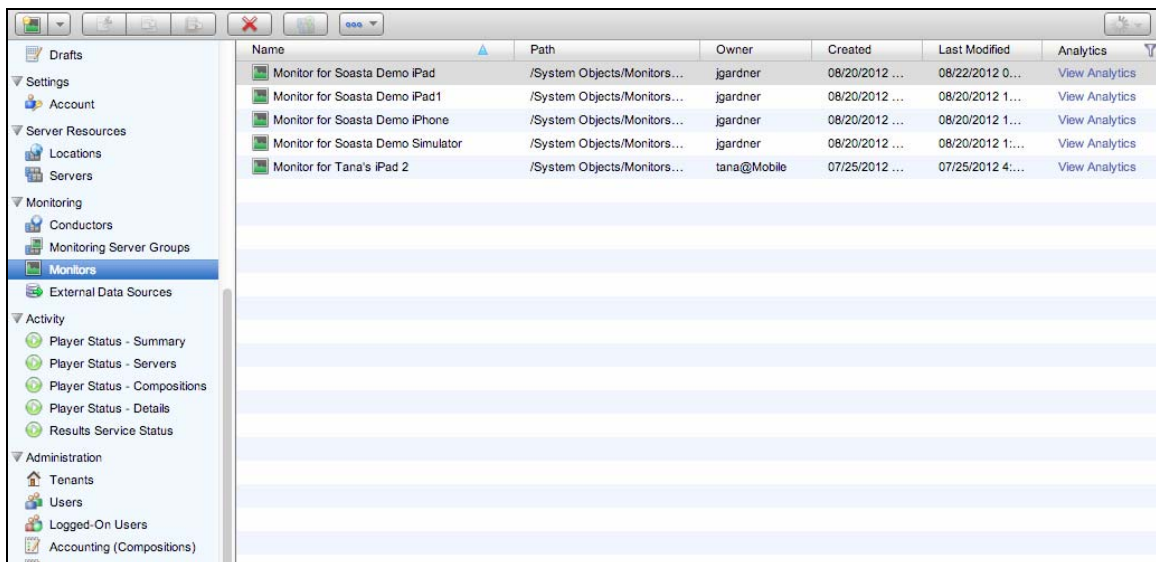 Drafts
Settings
Account
Server Resources
Locations
Servers
Monitoring
Conductors
Monitoring Server Groups
Monitors
External Data Sources
Activity
Player Status - Summary
Player Status - Servers
Player Status - Compositions
Player Status - Details
Results Service Status
Administration
Tenants
Users
Logged-On Users
Accounting (Compositions)
Name Path Owner Created Last Modified Analytics
Monitor for Soasta Demo iPad /System Objects/Monitors... jgardner 08/20/2012 ... 08/22/2012 0... View Analytics
Monitor for Soasta Demo iPad1 /System Objects/Monitors... jgardner 08/20/2012 ... 08/20/2012 1... View Analytics
Monitor for Soasta Demo iPhone /System Objects/Monitors... jgardner 08/20/2012 ... 08/20/2012 1... View Analytics
Monitor for Soasta Demo Simulator /System Objects/Monitors... jgardner 08/20/2012 ... 08/20/2012 1:... View Analytics
Monitor for Tana's iPad 2 /System Objects/Monitors... tana@Mobile 07/25/2012 ... 07/25/2012 4:... View Analytics